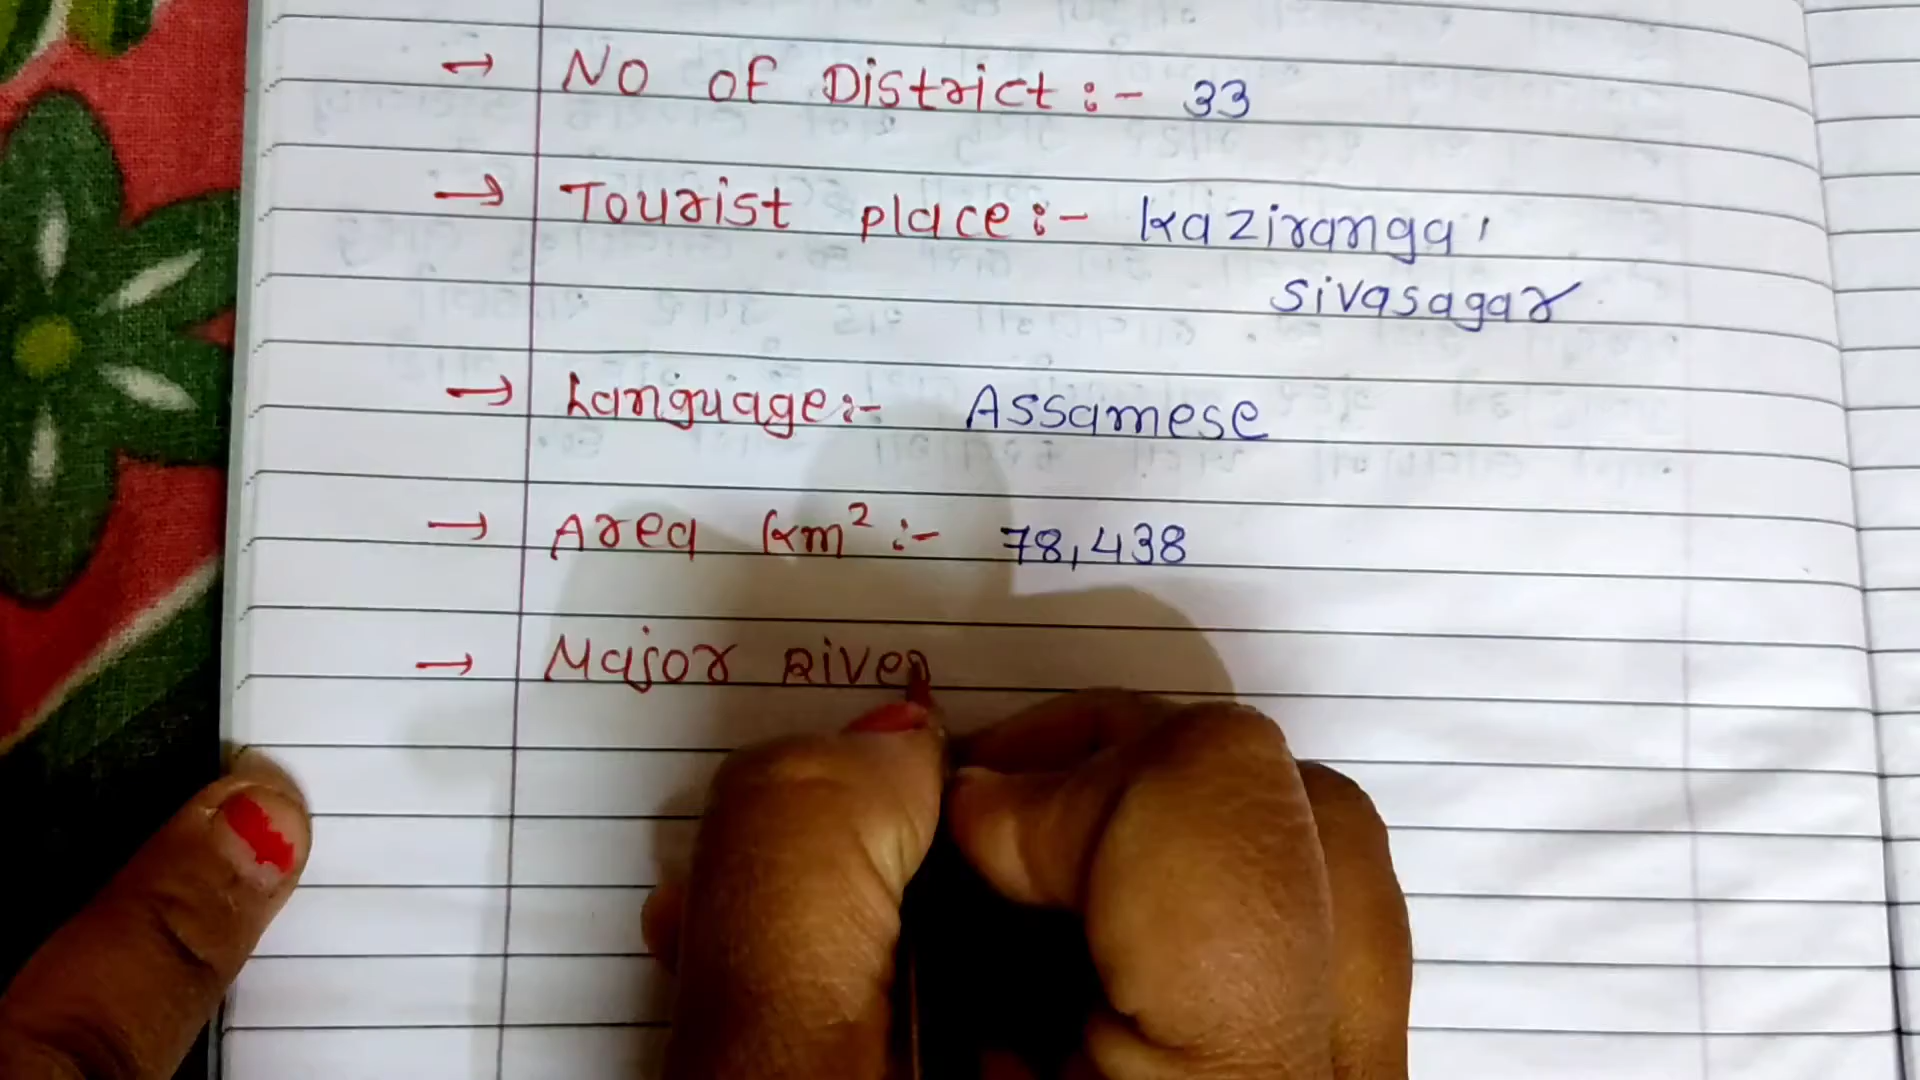 → No of District :- 33
→ Tourist place :- kaziranga,
sivasagar
→ Language :- Assamese
→ Area km² :- 78,438
→ Major River